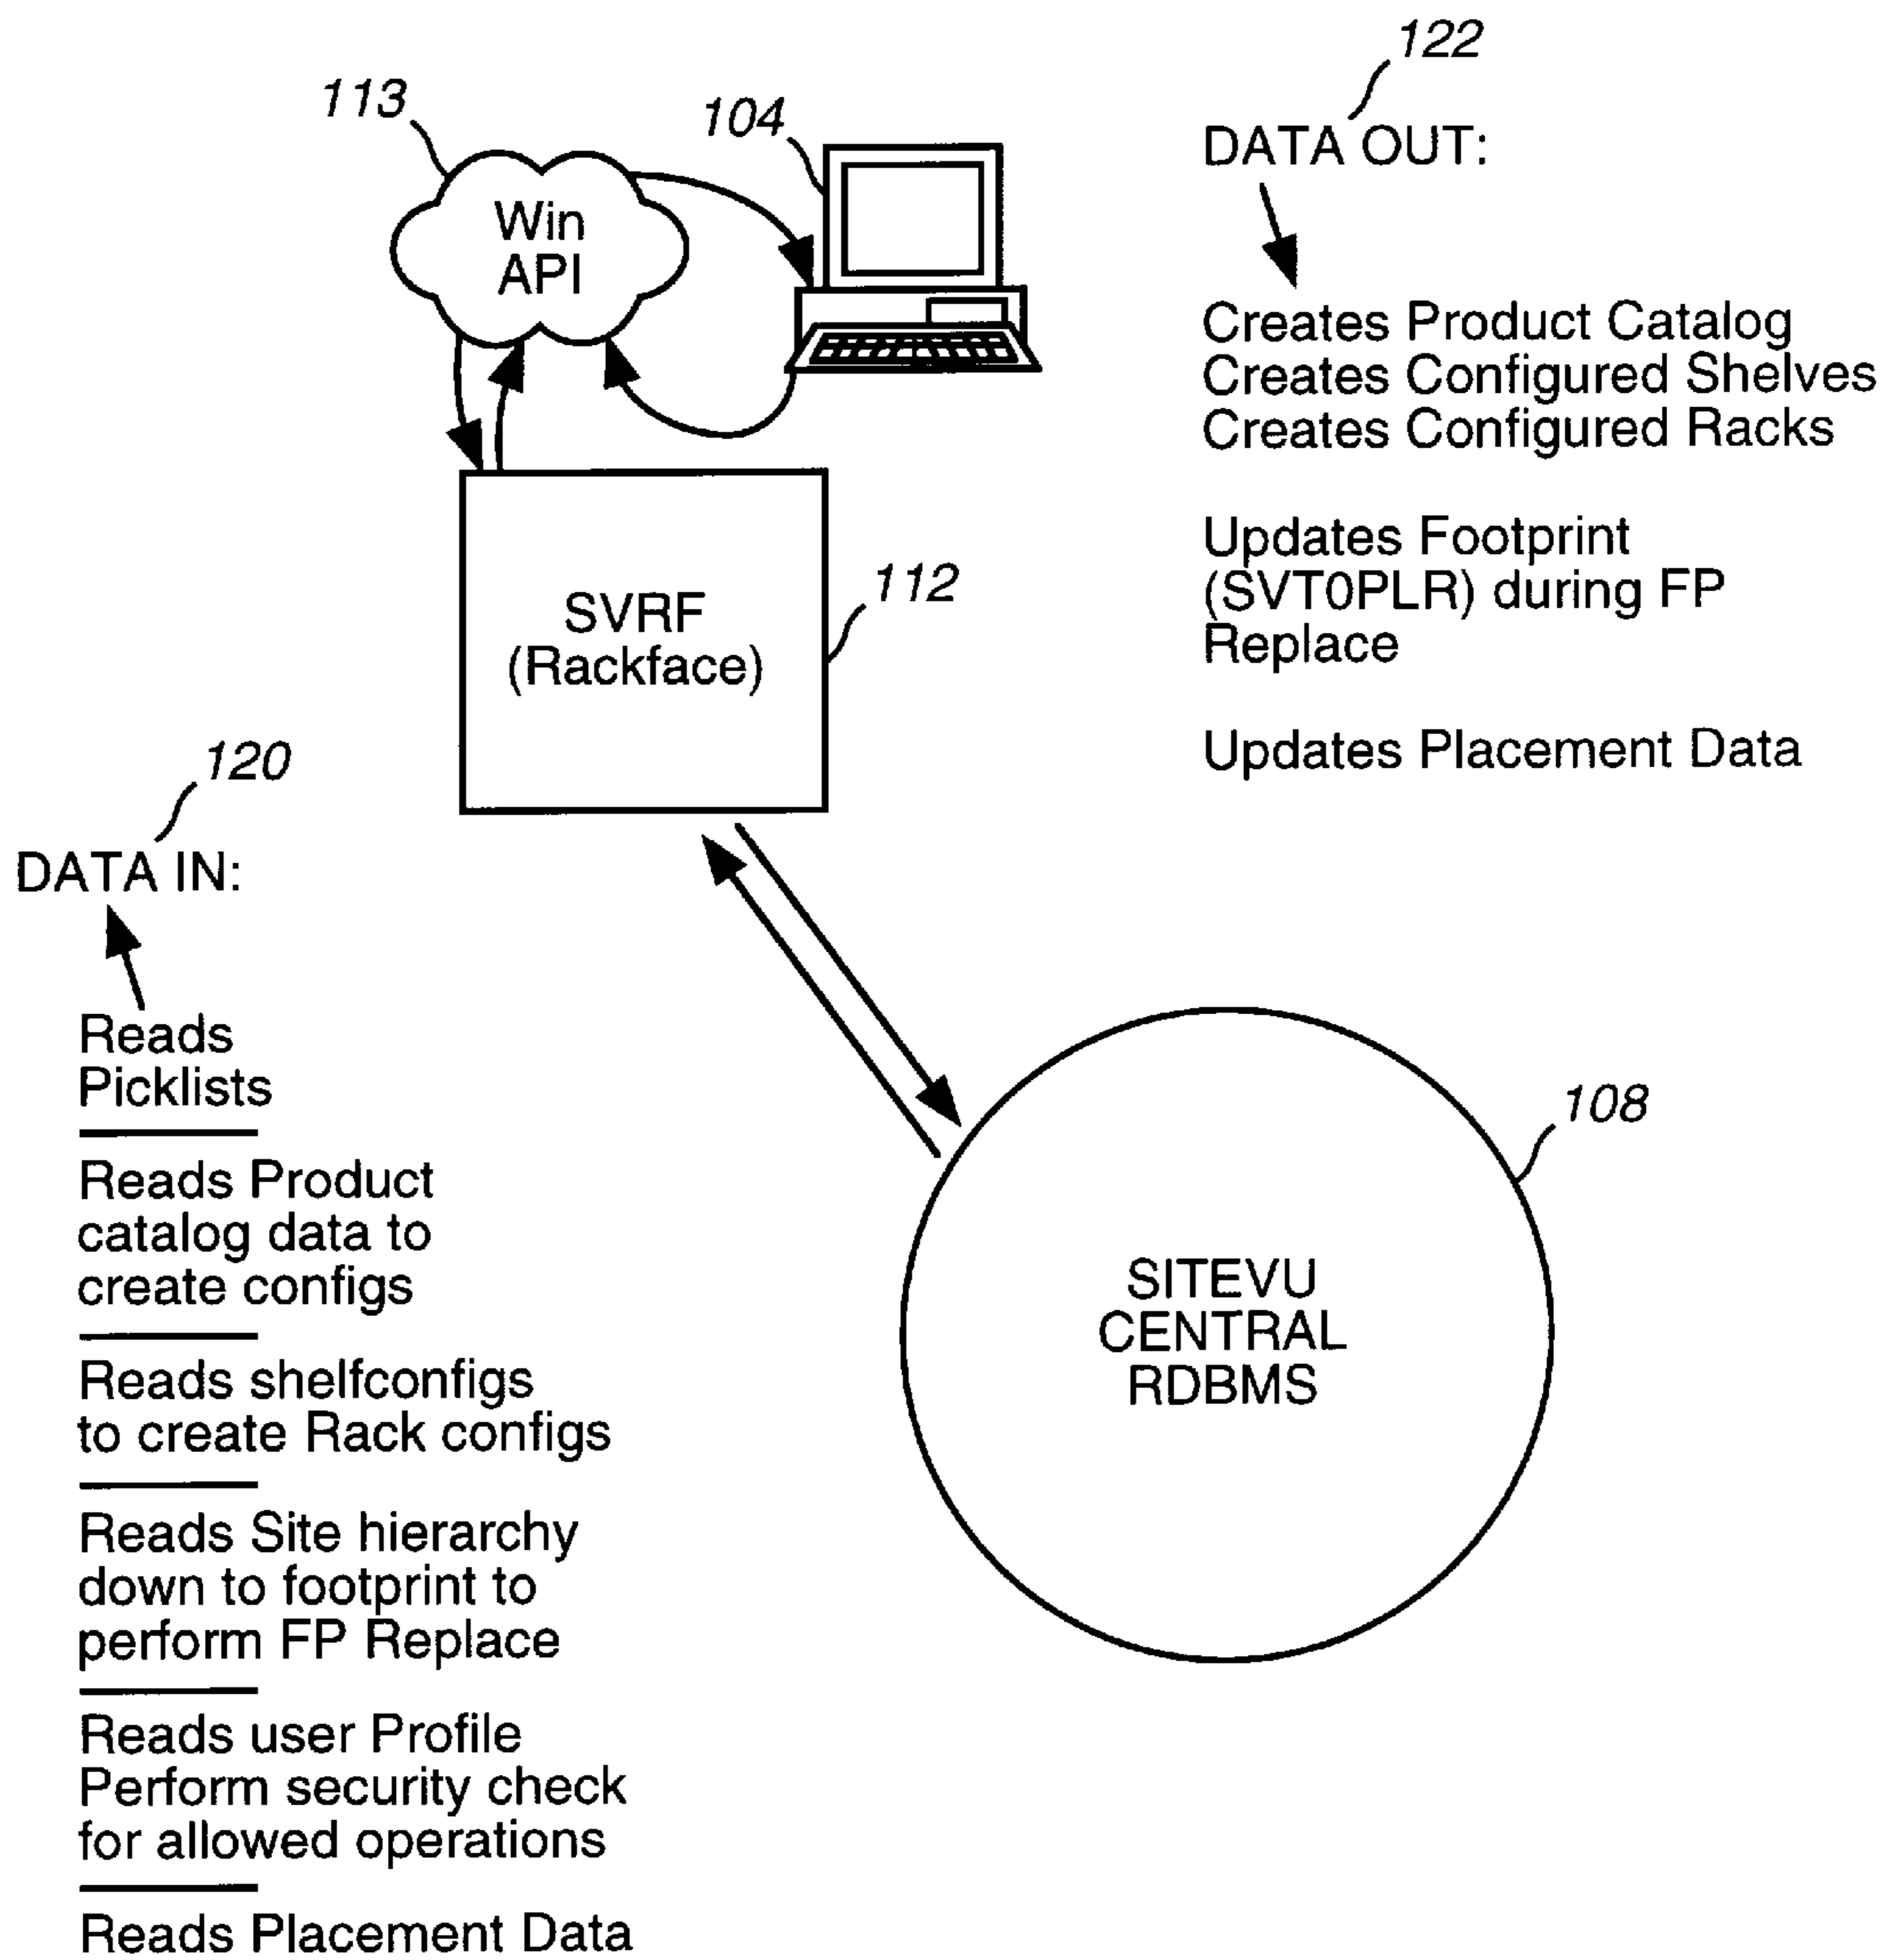 122
113
104
DATA OUT:
Win
API
Creates Product Catalog
Creates Configured Shelves
Creates Configured Racks
Updates Footprint
(SVT0PLR) during FP
Replace
Updates Placement Data
SVRF
(Rackface)
112
120
DATA IN:
Reads
Picklists
Reads Product
catalog data to
create configs
Reads shelfconfigs
to create Rack configs
Reads Site hierarchy
down to footprint to
perform FP Replace
Reads user Profile
Perform security check
for allowed operations
Reads Placement Data
108
SITEVU
CENTRAL
RDBMS